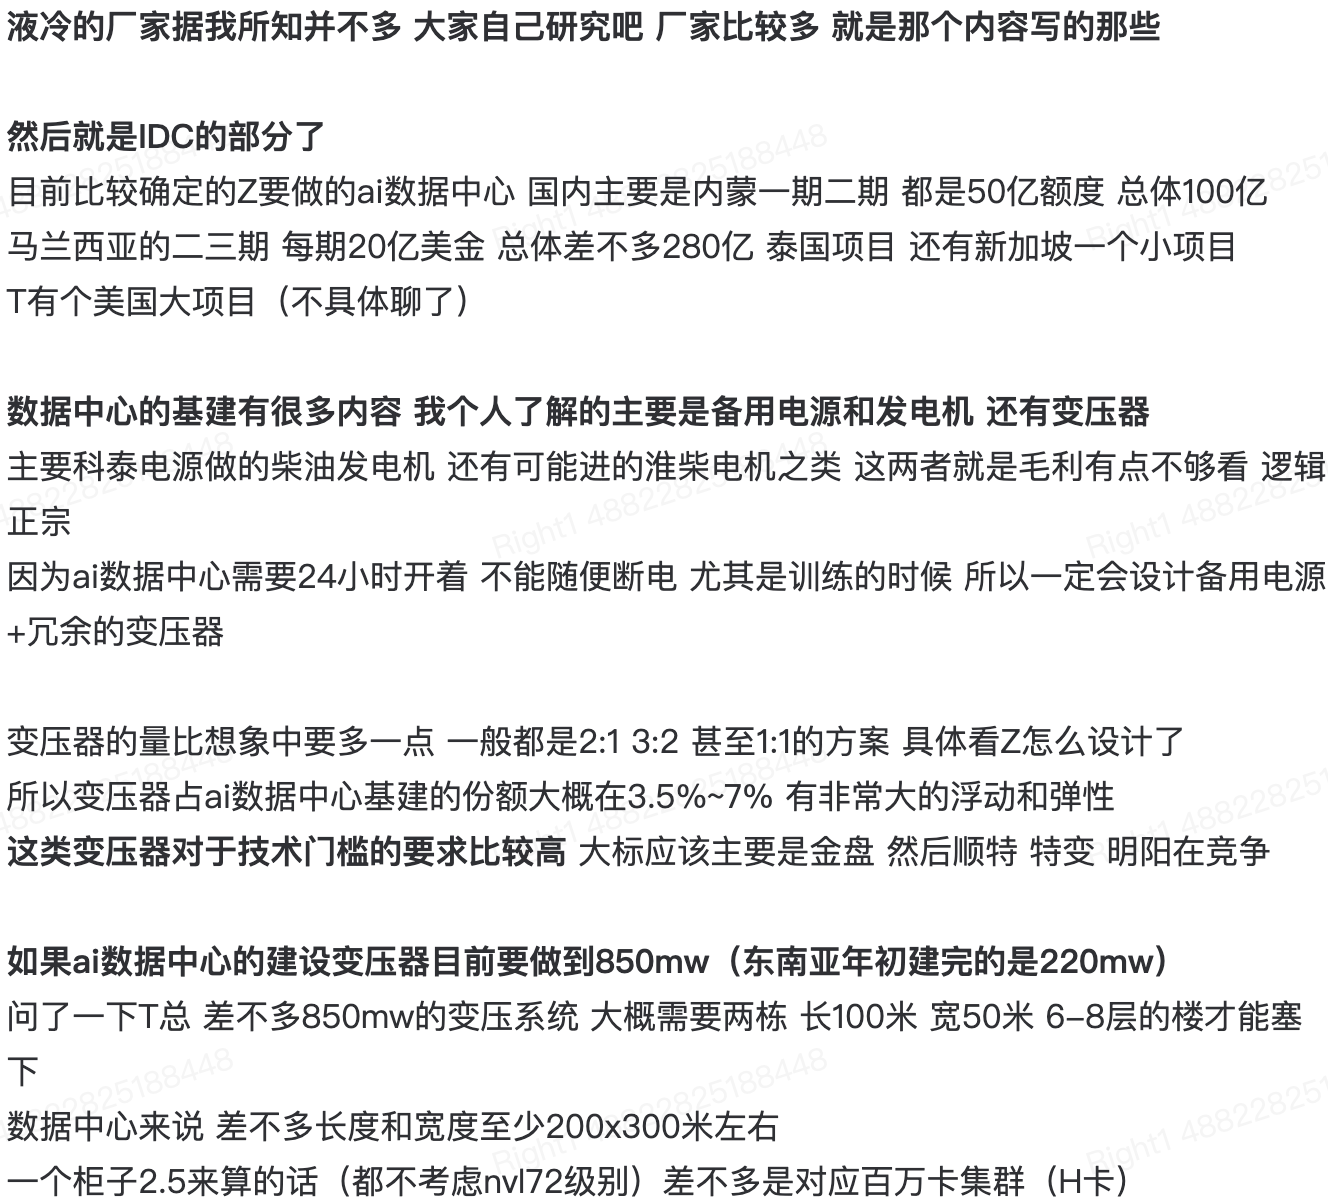 液冷的厂家据我所知并不多 大家自己研究吧 厂家比较多 就是那个内容写的那些
然后就是IDC的部分了
目前比较确定的Z要做的ai数据中心 国内主要是内蒙一期二期 都是50亿额度 总体100亿
马兰西亚的二三期 每期20亿美金 总体差不多280亿 泰国项目 还有新加坡一个小项目
T有个美国大项目（不具体聊了）
数据中心的基建有很多内容 我个人了解的主要是备用电源和发电机 还有变压器
主要科泰电源做的柴油发电机 还有可能进的淮柴电机之类 这两者就是毛利有点不够看 逻辑
正宗
因为ai数据中心需要24小时开着 不能随便断电 尤其是训练的时候 所以一定会设计备用电源
+冗余的变压器
变压器的量比想象中要多一点 一般都是2:1 3:2 甚至1:1的方案 具体看Z怎么设计了
所以变压器占ai数据中心基建的份额大概在3.5%~7% 有非常大的浮动和弹性
这类变压器对于技术门槛的要求比较高 大标应该主要是金盘 然后顺特 特变 明阳在竞争
如果ai数据中心的建设变压器目前要做到850mw（东南亚年初建完的是220mw）
问了一下T总 差不多850mw的变压系统 大概需要两栋 长100米 宽50米 6–8层的楼才能塞
下
数据中心来说 差不多长度和宽度至少200x300米左右
一个柜子2.5来算的话（都不考虑nvl72级别）差不多是对应百万卡集群（H卡）
Right1 4882282518 8448